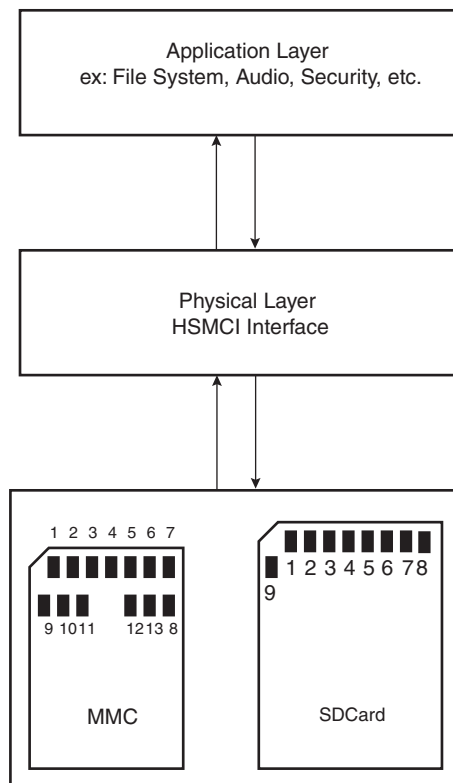 Application Layer
ex: File System, Audio, Security, etc.
Physical Layer
HSMCI Interface
1 2 3 4 5 6 7
9 10 11 12 13 8
MMC
1 2 3 4 5 6 7 8
9
SDCard